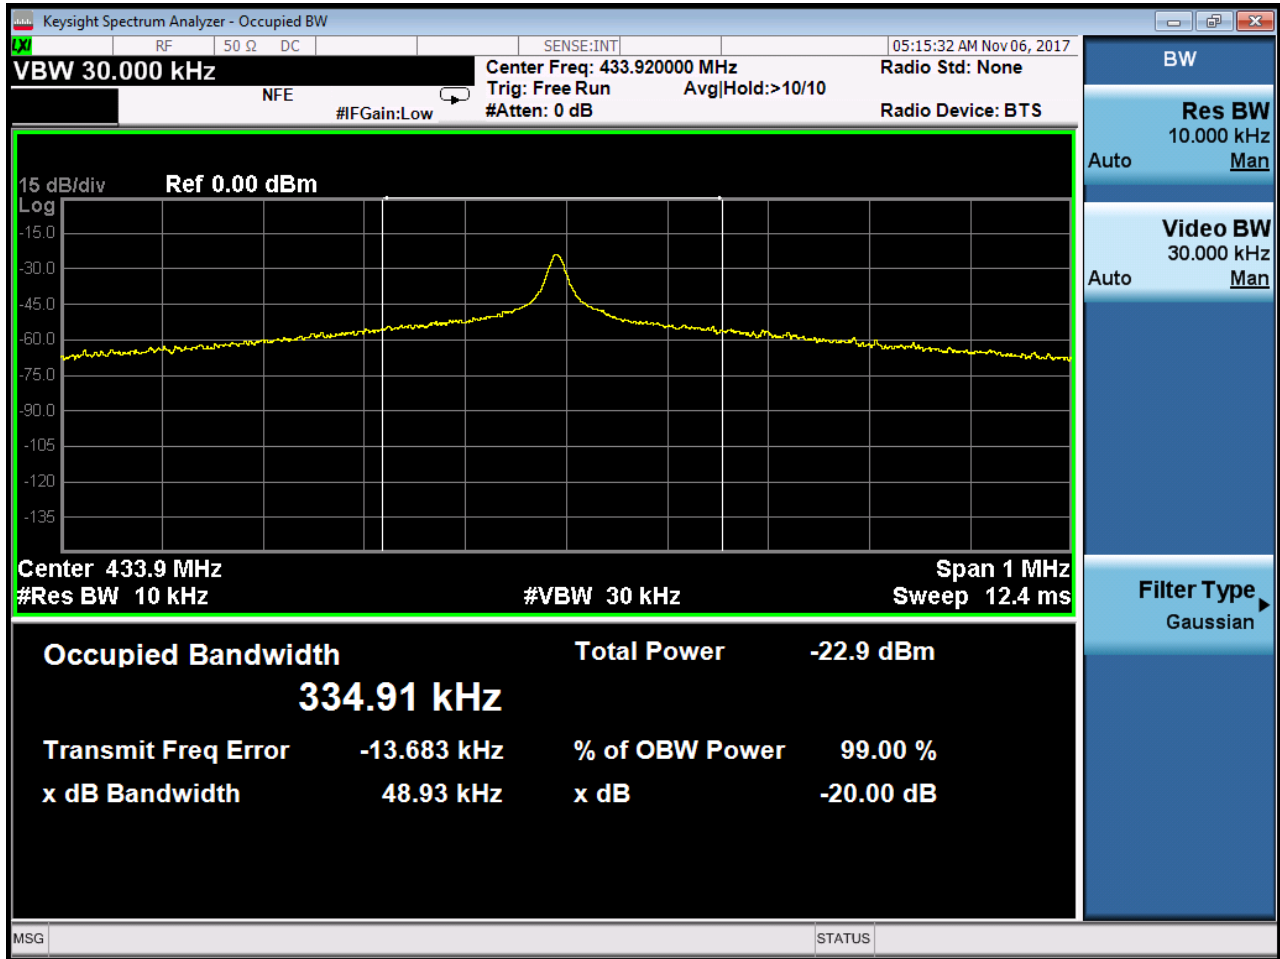 Keysight Spectrum Analyzer - Occupied BW
LXI RF 50 Ω DC SENSE:INT 05:15:32 AM Nov 06, 2017
VBW 30.000 kHz
Center Freq: 433.920000 MHz Radio Std: None
NFE Trig: Free Run Avg|Hold:>10/10
#IFGain:Low #Atten: 0 dB Radio Device: BTS
15 dB/div Ref 0.00 dBm
Log
-15.0
-30.0
-45.0
-60.0
-75.0
-90.0
-105
-120
-135
Center 433.9 MHz Span 1 MHz
#Res BW 10 kHz #VBW 30 kHz Sweep 12.4 ms
Occupied Bandwidth Total Power -22.9 dBm
334.91 kHz
Transmit Freq Error -13.683 kHz % of OBW Power 99.00 %
x dB Bandwidth 48.93 kHz x dB -20.00 dB
BW
Res BW
10.000 kHz
Auto Man
Video BW
30.000 kHz
Auto Man
Filter Type
Gaussian
MSG STATUS